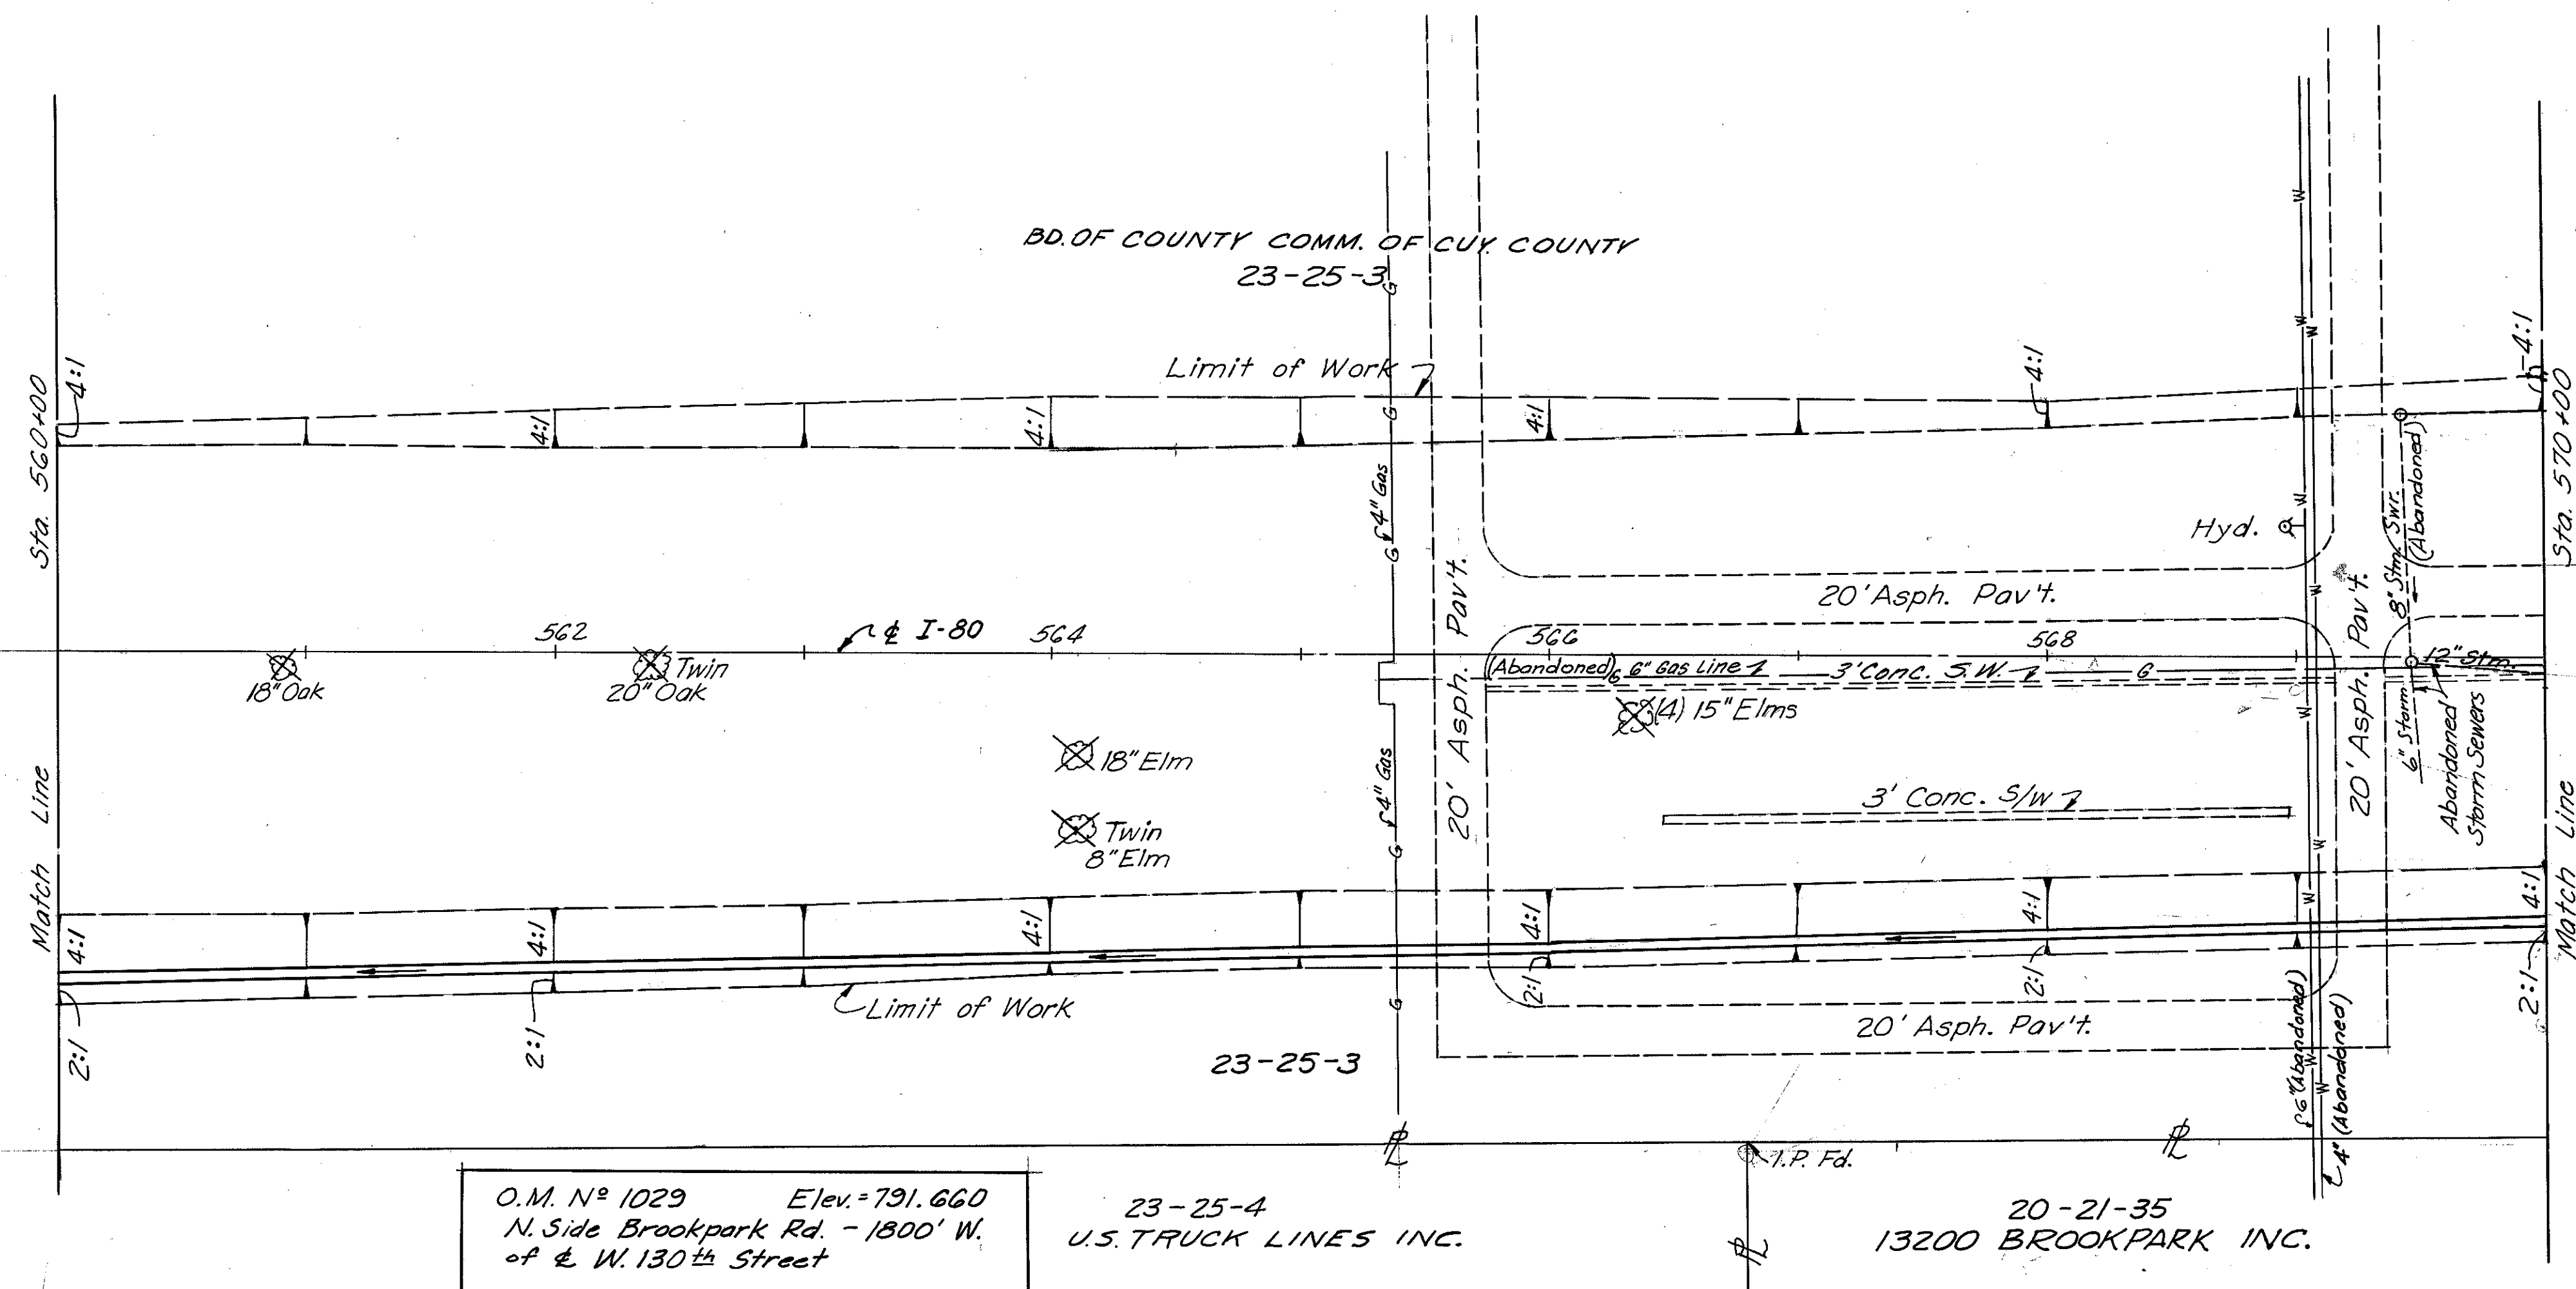 BD. OF COUNTY COMM. OF CUY. COUNTY
23-25-3
G
Limit of Work
4:1
4:1
4:1
4:1
4:1
4:1
Sta. 560+00
Sta. 570+00
W
W
W
W
G
ƒ4" Gas
G
Hyd.
8" Stm. Swr.
(Abandoned)
20' Asph. Pav't.
W
562
℄ I-80
564
566
568
18" Oak
Twin
20" Oak
(Abandoned)
G
6" Gas Line
3' Conc. S.W.
G
12" Stm.
20' Asph. Pav't.
20' Asph. Pav't.
W
(4) 15" Elms
6" Storm
Abandoned
Storm Sewers
18" Elm
ƒ4" Gas
3' Conc. S/W
Twin
8" Elm
G
W
W
Match Line
Match Line
4:1
4:1
4:1
4:1
4:1
4:1
2:1
2:1
2:1
2:1
2:1
G
Limit of Work
20' Asph. Pav't.
23-25-3
6" (Abandoned)
4" (Abandoned)
W
W
PL
PL
I.P. Fd.
O.M. Nº 1029 Elev. = 791.660
N. Side Brookpark Rd. - 1800' W.
of ℄ W. 130th Street
23-25-4
U.S. TRUCK LINES INC.
PL
20-21-35
13200 BROOKPARK INC.